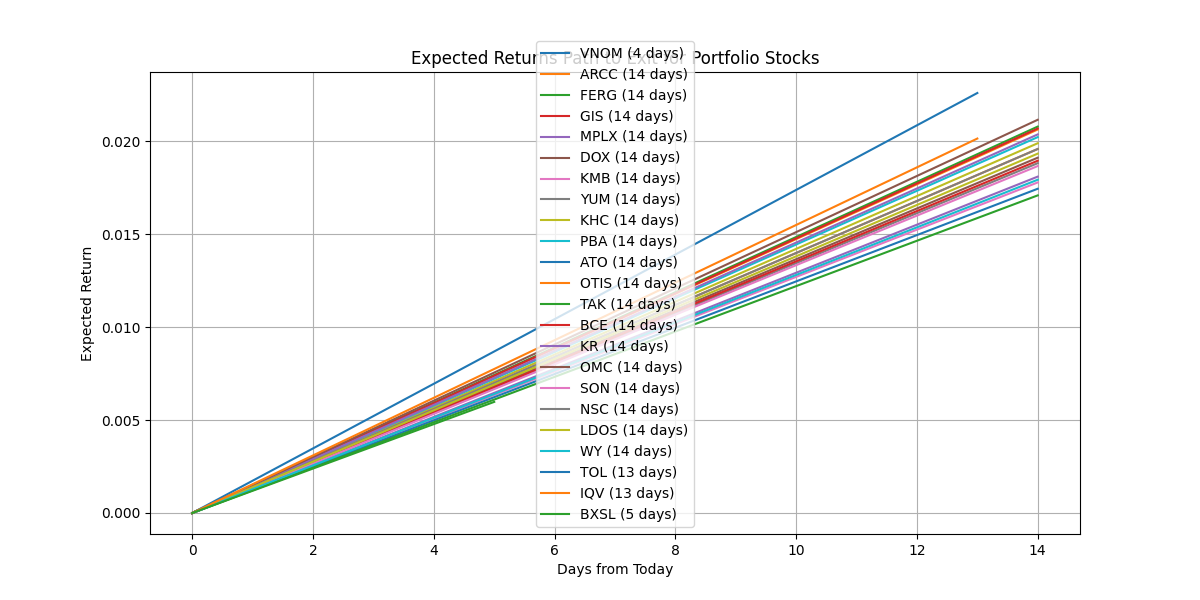 Expected Returns Path to Exit for Portfolio Stocks
VNOM (4 days)
ARCC (14 days)
FERG (14 days)
GIS (14 days)
MPLX (14 days)
DOX (14 days)
KMB (14 days)
YUM (14 days)
KHC (14 days)
PBA (14 days)
ATO (14 days)
OTIS (14 days)
TAK (14 days)
BCE (14 days)
KR (14 days)
OMC (14 days)
SON (14 days)
NSC (14 days)
LDOS (14 days)
WY (14 days)
TOL (13 days)
IQV (13 days)
BXSL (5 days)
Expected Return
0.020
0.015
0.010
0.005
0.000
0 2 4 6 8 10 12 14
Days from Today